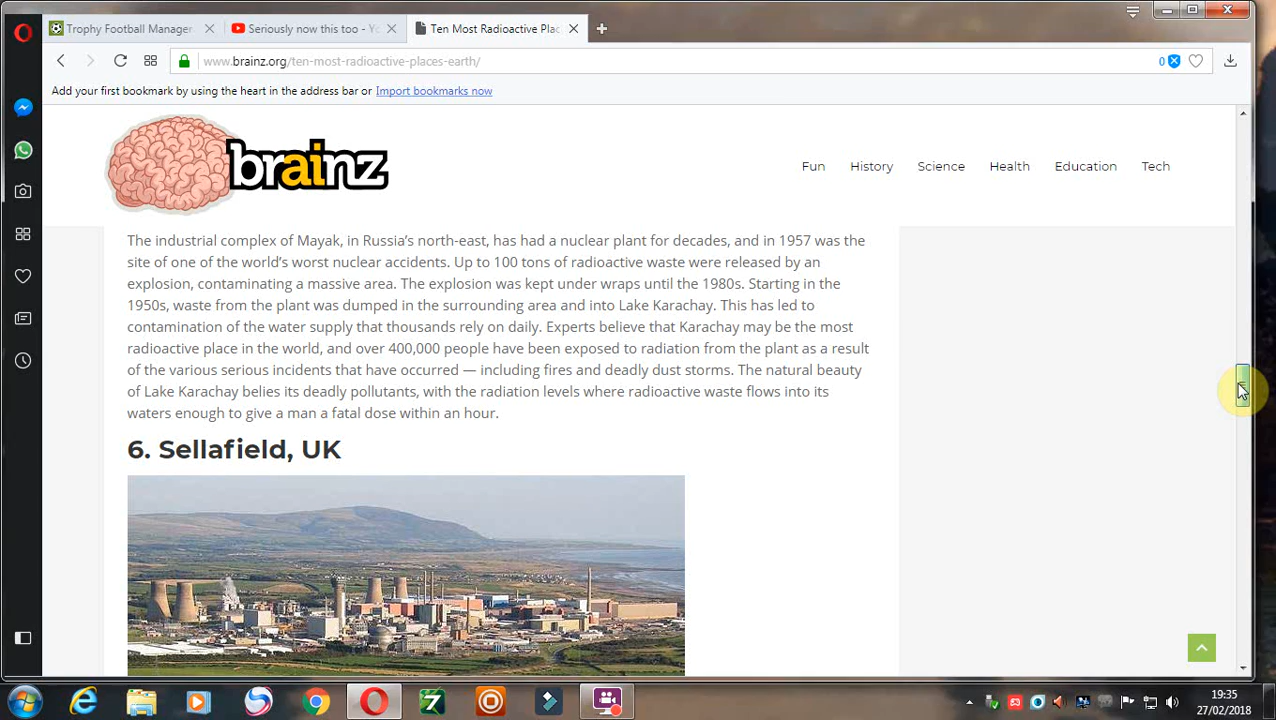 Trophy Football Manager
Seriously now this too - Yo
Ten Most Radioactive Plac
www.brainz.org/ten-most-radioactive-places-earth/
0
Add your first bookmark by using the heart in the address bar or Import bookmarks now
brainz
Fun History Science Health Education Tech
The industrial complex of Mayak, in Russia’s north-east, has had a nuclear plant for decades, and in 1957 was the
site of one of the world’s worst nuclear accidents. Up to 100 tons of radioactive waste were released by an
explosion, contaminating a massive area. The explosion was kept under wraps until the 1980s. Starting in the
1950s, waste from the plant was dumped in the surrounding area and into Lake Karachay. This has led to
contamination of the water supply that thousands rely on daily. Experts believe that Karachay may be the most
radioactive place in the world, and over 400,000 people have been exposed to radiation from the plant as a result
of the various serious incidents that have occurred — including fires and deadly dust storms. The natural beauty
of Lake Karachay belies its deadly pollutants, with the radiation levels where radioactive waste flows into its
waters enough to give a man a fatal dose within an hour.
6. Sellafield, UK
19:35
27/02/2018